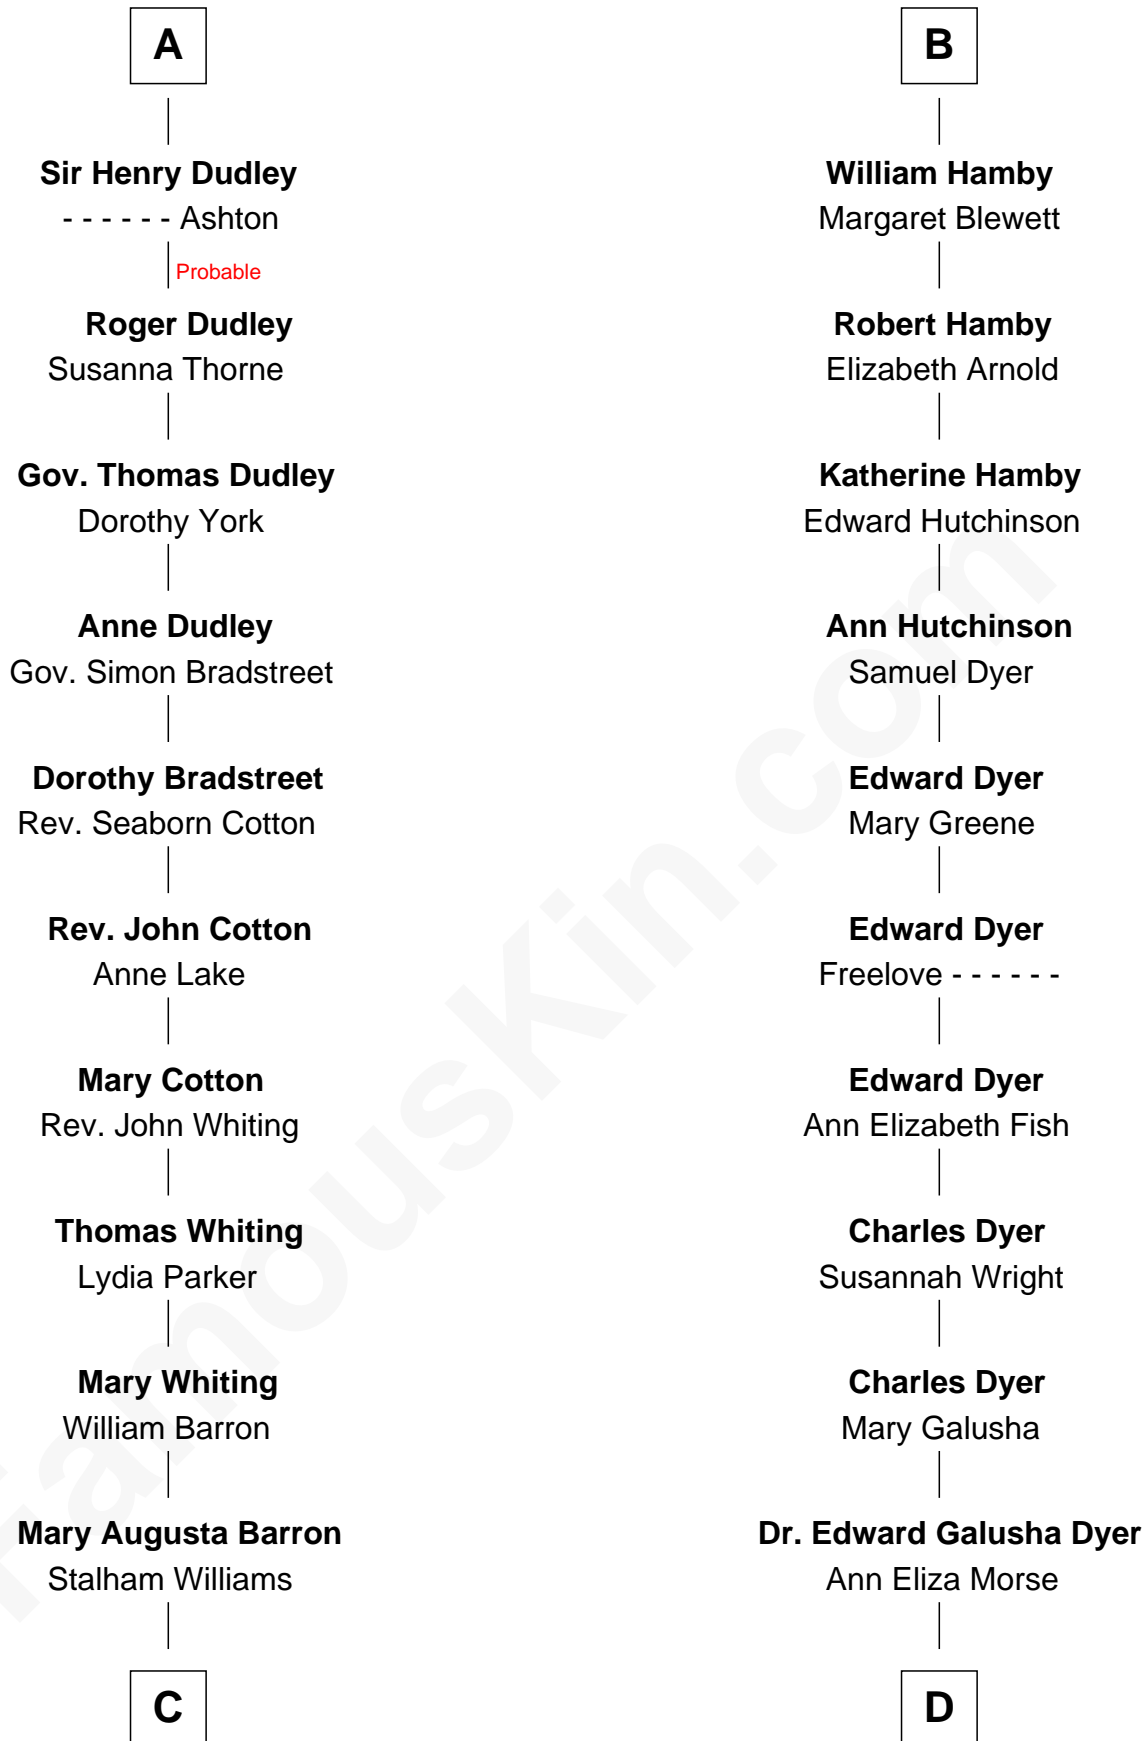 A
Sir Henry Dudley
- - - - - - Ashton
Probable
Roger Dudley
Susanna Thorne
Gov. Thomas Dudley
Dorothy York
Anne Dudley
Gov. Simon Bradstreet
Dorothy Bradstreet
Rev. Seaborn Cotton
Rev. John Cotton
Anne Lake
Mary Cotton
Rev. John Whiting
Thomas Whiting
Lydia Parker
Mary Whiting
William Barron
Mary Augusta Barron
Stalham Williams
C
B
William Hamby
Margaret Blewett
Robert Hamby
Elizabeth Arnold
Katherine Hamby
Edward Hutchinson
Ann Hutchinson
Samuel Dyer
Edward Dyer
Mary Greene
Edward Dyer
Freelove - - - - - -
Edward Dyer
Ann Elizabeth Fish
Charles Dyer
Susannah Wright
Charles Dyer
Mary Galusha
Dr. Edward Galusha Dyer
Ann Eliza Morse
D
FamousKin.com